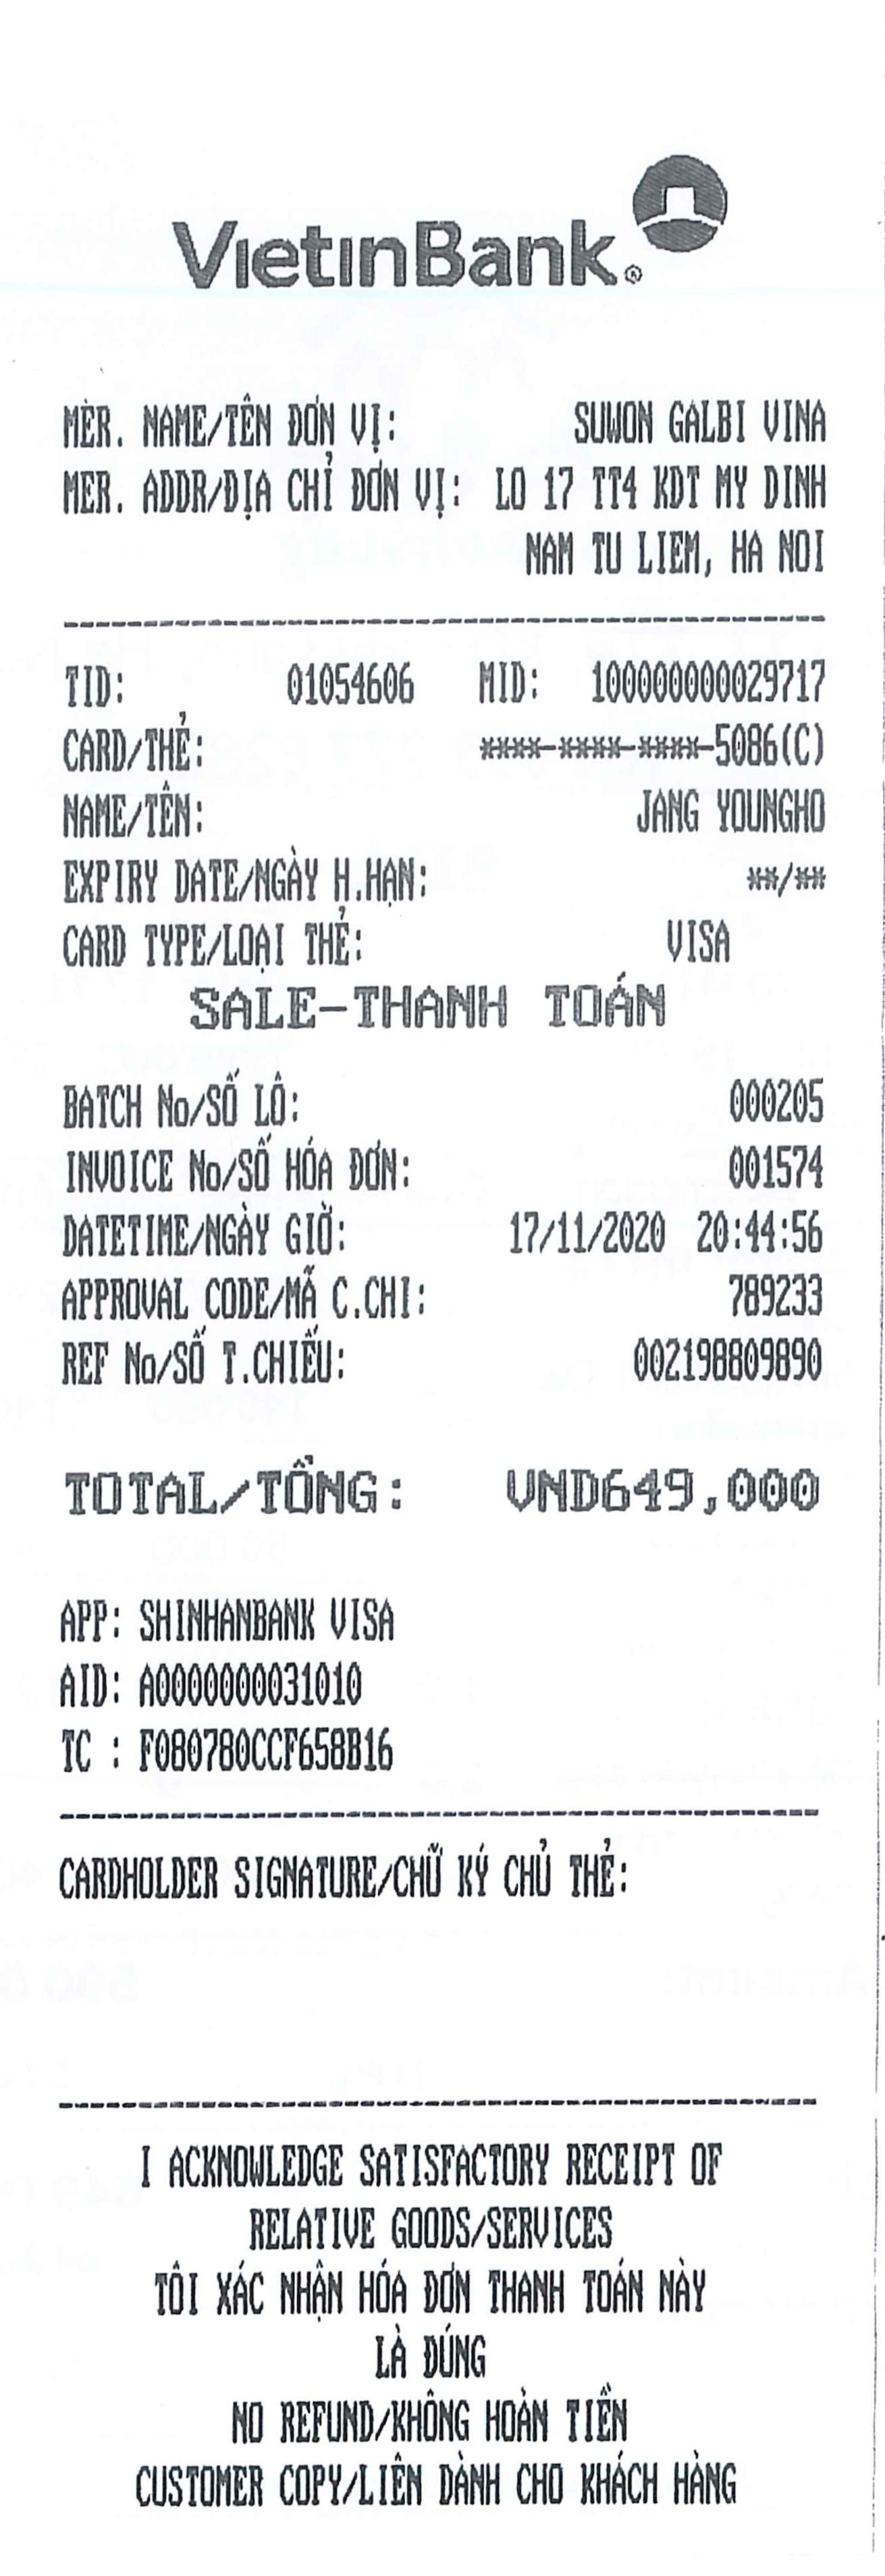 VietinBank®
MER. NAME/TÊN ĐƠN VỊ: SUWON GALBI VINA
MER. ADDR/ĐỊA CHỈ ĐƠN VỊ: LO 17 TT4 KDT MY DINH
NAM TU LIEM, HA NOI
TID: 01054606 MID: 100000000029717
CARD/THẺ: ****-****-****-5086(C)
NAME/TÊN: JANG YOUNGHO
EXPIRY DATE/NGÀY H.HẠN: **/**
CARD TYPE/LOẠI THẺ: VISA
SALE-THANH TOÁN
BATCH No/SỐ LÔ: 000205
INVOICE No/SỐ HÓA ĐƠN: 001574
DATETIME/NGÀY GIỜ: 17/11/2020 20:44:56
APPROVAL CODE/MÃ C.CHI: 789233
REF No/SỐ T.CHIẾU: 002198809890
TOTAL/TỔNG: VND649,000
APP: SHINHANBANK VISA
AID: A0000000031010
TC : F080780CCF658B16
CARDHOLDER SIGNATURE/CHỮ KÝ CHỦ THẺ:
I ACKNOWLEDGE SATISFACTORY RECEIPT OF
RELATIVE GOODS/SERVICES
TÔI XÁC NHẬN HÓA ĐƠN THANH TOÁN NÀY
LÀ ĐÚNG
NO REFUND/KHÔNG HOÀN TIỀN
CUSTOMER COPY/LIÊN DÀNH CHO KHÁCH HÀNG